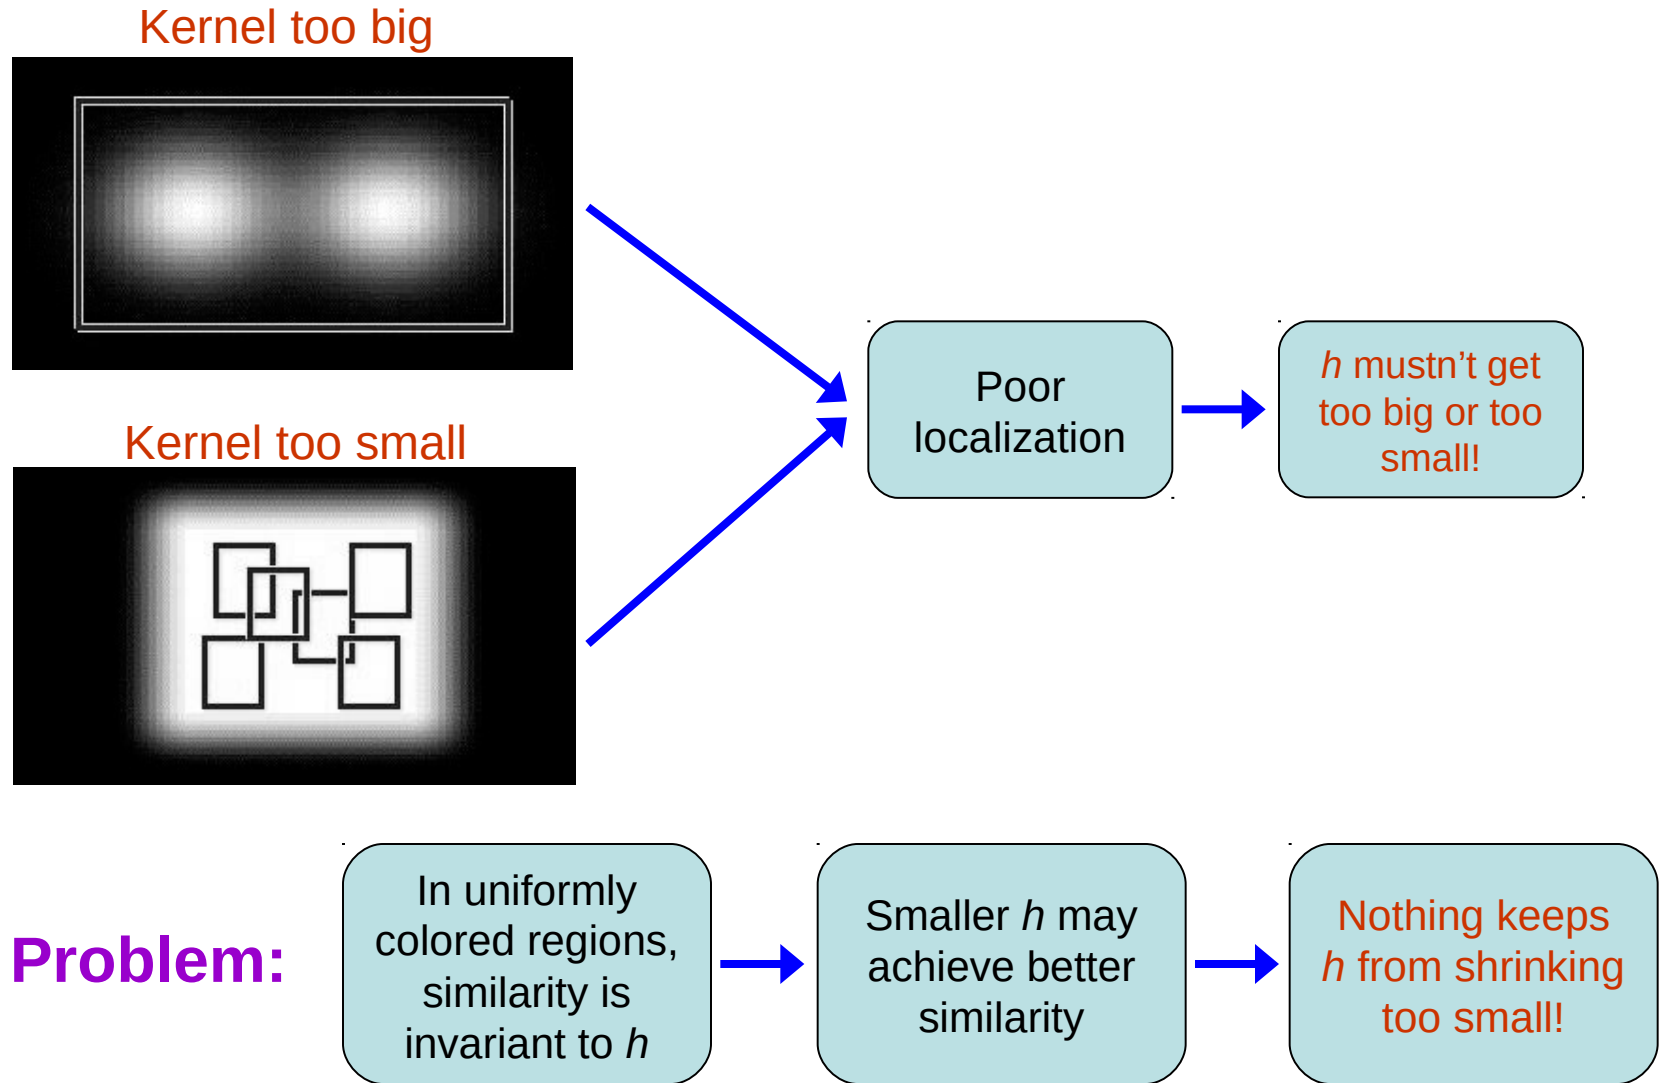 Kernel too big
Kernel too small
Poor
localization
h mustn’t get
too big or too
small!
Problem:
In uniformly
colored regions,
similarity is
invariant to h
Smaller h may
achieve better
similarity
Nothing keeps
h from shrinking
too small!